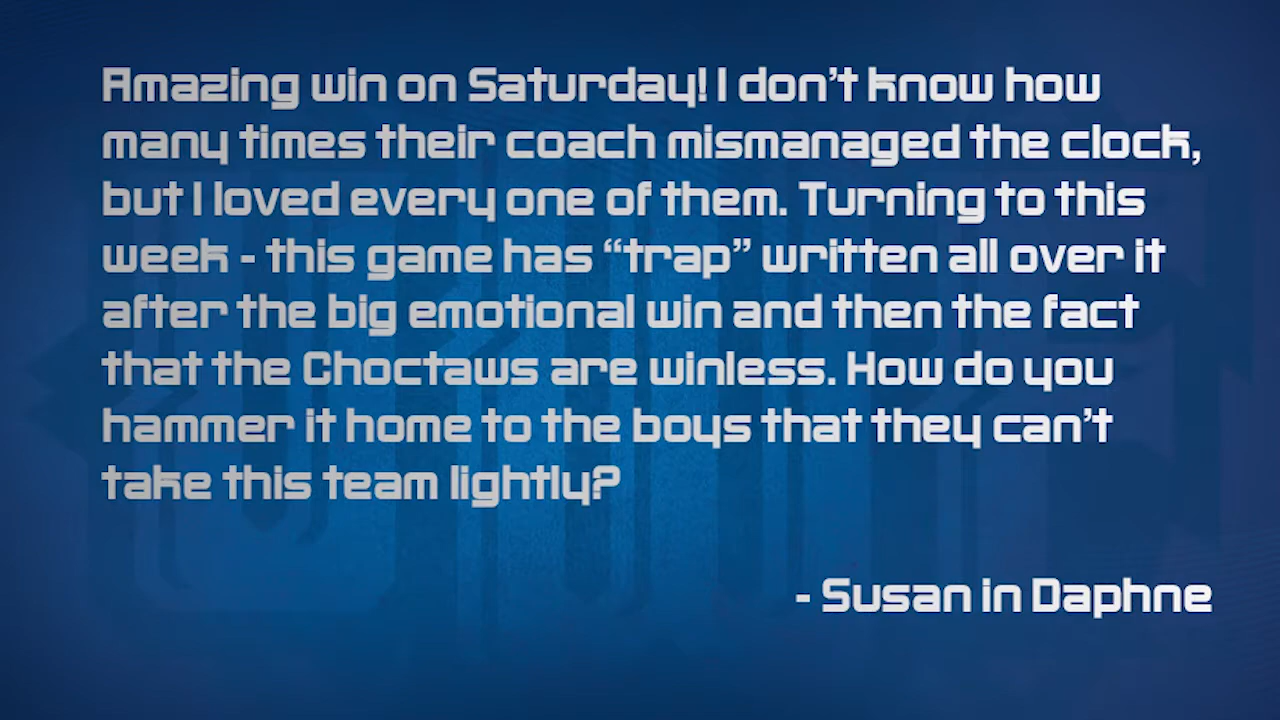 Amazing win on Saturday! I don’t know how
many times their coach mismanaged the clock,
but I loved every one of them. Turning to this
week - this game has “trap” written all over it
after the big emotional win and then the fact
that the Choctaws are winless. How do you
hammer it home to the boys that they can’t
take this team lightly?
- Susan in Daphne